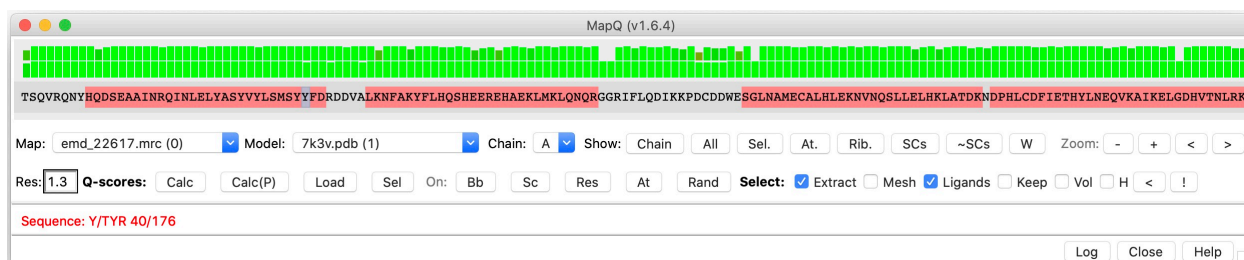 MapQ (v1.6.4)
TSQVRQNYHQDSEAAINRQINLELYASYVYLSMSYYFDRDDVALKNFAKYFLHQSHEEREHAEKLMKLQNQRGGRIFLQDIKKPDCDDWESGLNAMECALHLEKNVNQSLLELHKLATDKNDPHLCDFIETHYLNEQVKAIKELGDHVTNLRK
Map: emd_22617.mrc (0) Model: 7k3v.pdb (1) Chain: A Show: Chain All Sel. At. Rib. SCs ~SCs W Zoom: - + < >
Res: 1.3 Q-scores: Calc Calc(P) Load Sel On: Bb Sc Res At Rand Select: Extract Mesh Ligands Keep Vol H < !
Sequence: Y/TYR 40/176
Log Close Help